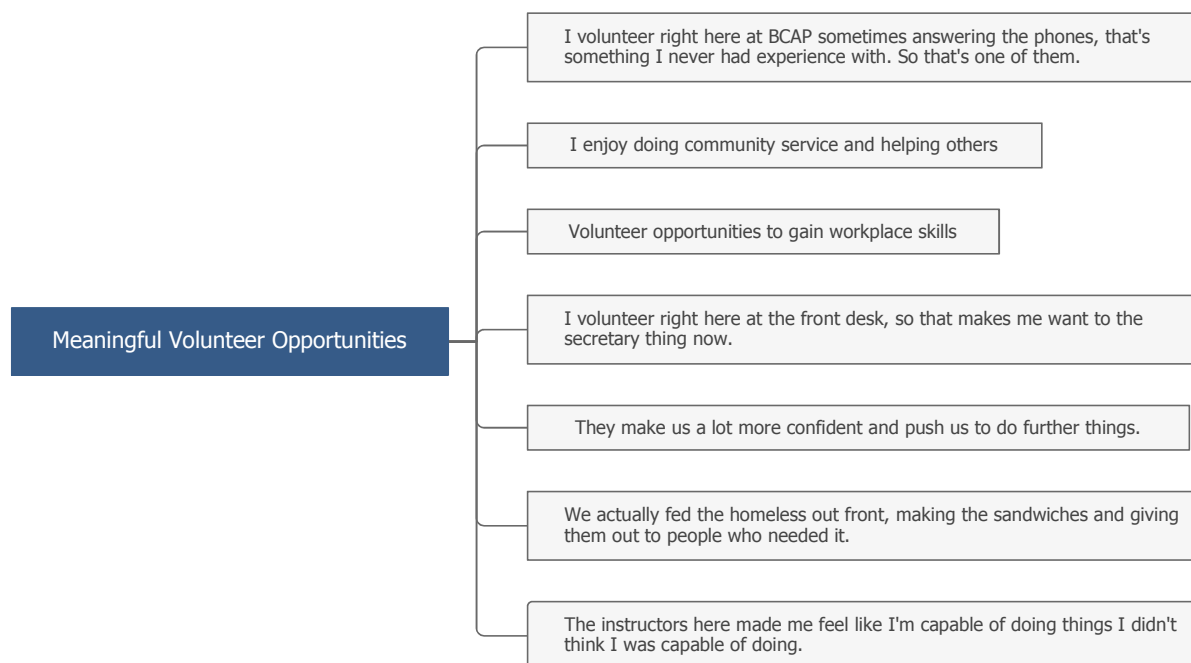 I volunteer right here at BCAP sometimes answering the phones, that's
something I never had experience with. So that's one of them.
I enjoy doing community service and helping others
Volunteer opportunities to gain workplace skills
Meaningful Volunteer Opportunities
I volunteer right here at the front desk, so that makes me want to the
secretary thing now.
They make us a lot more confident and push us to do further things.
We actually fed the homeless out front, making the sandwiches and giving
them out to people who needed it.
The instructors here made me feel like I'm capable of doing things I didn't
think I was capable of doing.